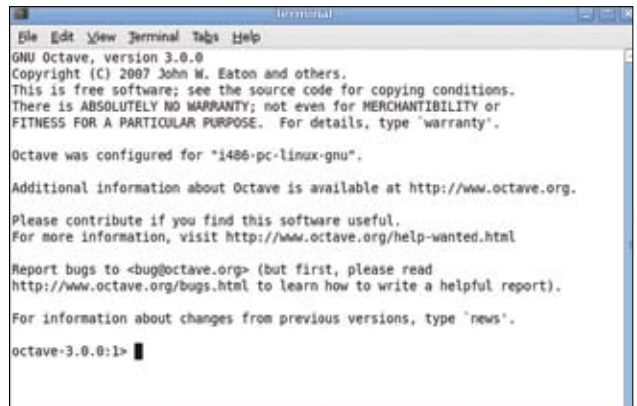 Terminal
File Edit View Terminal Tabs Help
GNU Octave, version 3.0.0
Copyright (C) 2007 John W. Eaton and others.
This is free software; see the source code for copying conditions.
There is ABSOLUTELY NO WARRANTY; not even for MERCHANTIBILITY or
FITNESS FOR A PARTICULAR PURPOSE.  For details, type `warranty'.
Octave was configured for "i486-pc-linux-gnu".
Additional information about Octave is available at http://www.octave.org.
Please contribute if you find this software useful.
For more information, visit http://www.octave.org/help-wanted.html
Report bugs to <bug@octave.org> (but first, please read
http://www.octave.org/bugs.html to learn how to write a helpful report).
For information about changes from previous versions, type `news'.
octave-3.0.0:1>